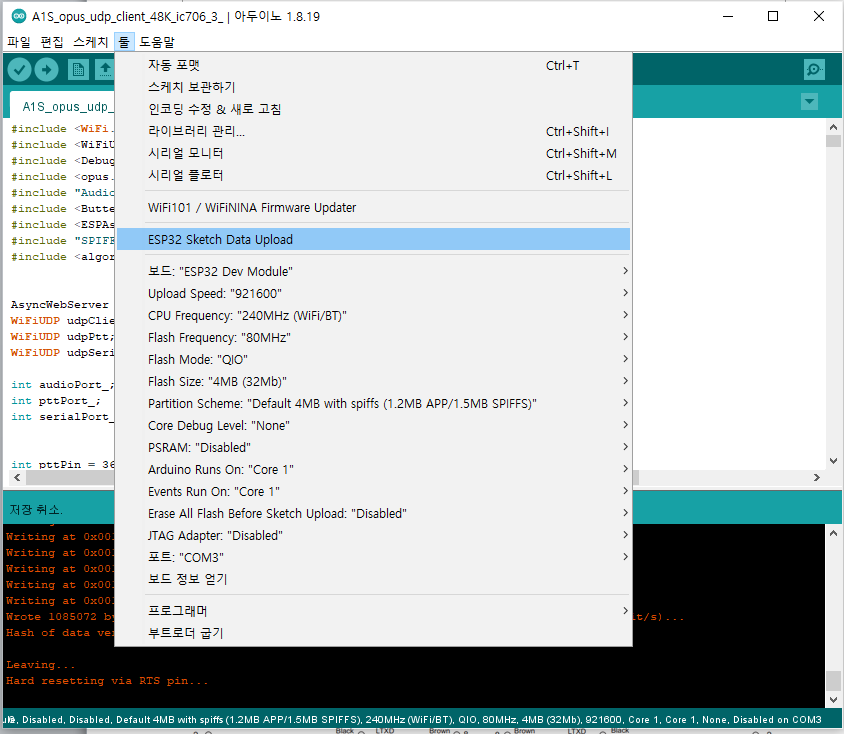 A1S_opus_udp_client_48K_ic706_3_ | 아두이노 1.8.19
파일 편집 스케치 툴 도움말
A1S_opus_udp_
자동 포맷 Ctrl+T
스케치 보관하기
인코딩 수정 & 새로 고침
라이브러리 관리... Ctrl+Shift+I
시리얼 모니터 Ctrl+Shift+M
시리얼 플로터 Ctrl+Shift+L
WiFi101 / WiFiNINA Firmware Updater
ESP32 Sketch Data Upload
보드: "ESP32 Dev Module"
Upload Speed: "921600"
CPU Frequency: "240MHz (WiFi/BT)"
Flash Frequency: "80MHz"
Flash Mode: "QIO"
Flash Size: "4MB (32Mb)"
Partition Scheme: "Default 4MB with spiffs (1.2MB APP/1.5MB SPIFFS)"
Core Debug Level: "None"
PSRAM: "Disabled"
Arduino Runs On: "Core 1"
Events Run On: "Core 1"
Erase All Flash Before Sketch Upload: "Disabled"
JTAG Adapter: "Disabled"
포트: "COM3"
보드 정보 얻기
프로그래머
부트로더 굽기
#include <WiFi.
#include <WiFiU
#include <Debug
#include <opus.
#include "Audio
#include <Butte
#include <ESPAs
#include "SPIFF
#include <algor
AsyncWebServer
WiFiUDP udpClie
WiFiUDP udpPtt;
WiFiUDP udpSeri
int audioPort_;
int pttPort_;
int serialPort_
int pttPin = 36
저장 취소.
Writing at 0x00
Writing at 0x00
Writing at 0x00
Writing at 0x00
Writing at 0x00
Wrote 1085072 by it/s)...
Hash of data ver
Leaving...
Hard resetting via RTS pin...
Disabled, Disabled, Default 4MB with spiffs (1.2MB APP/1.5MB SPIFFS), 240MHz (WiFi/BT), QIO, 80MHz, 4MB (32Mb), 921600, Core 1, Core 1, None, Disabled on COM3
Black LTXD Brown Brown LTXD Black